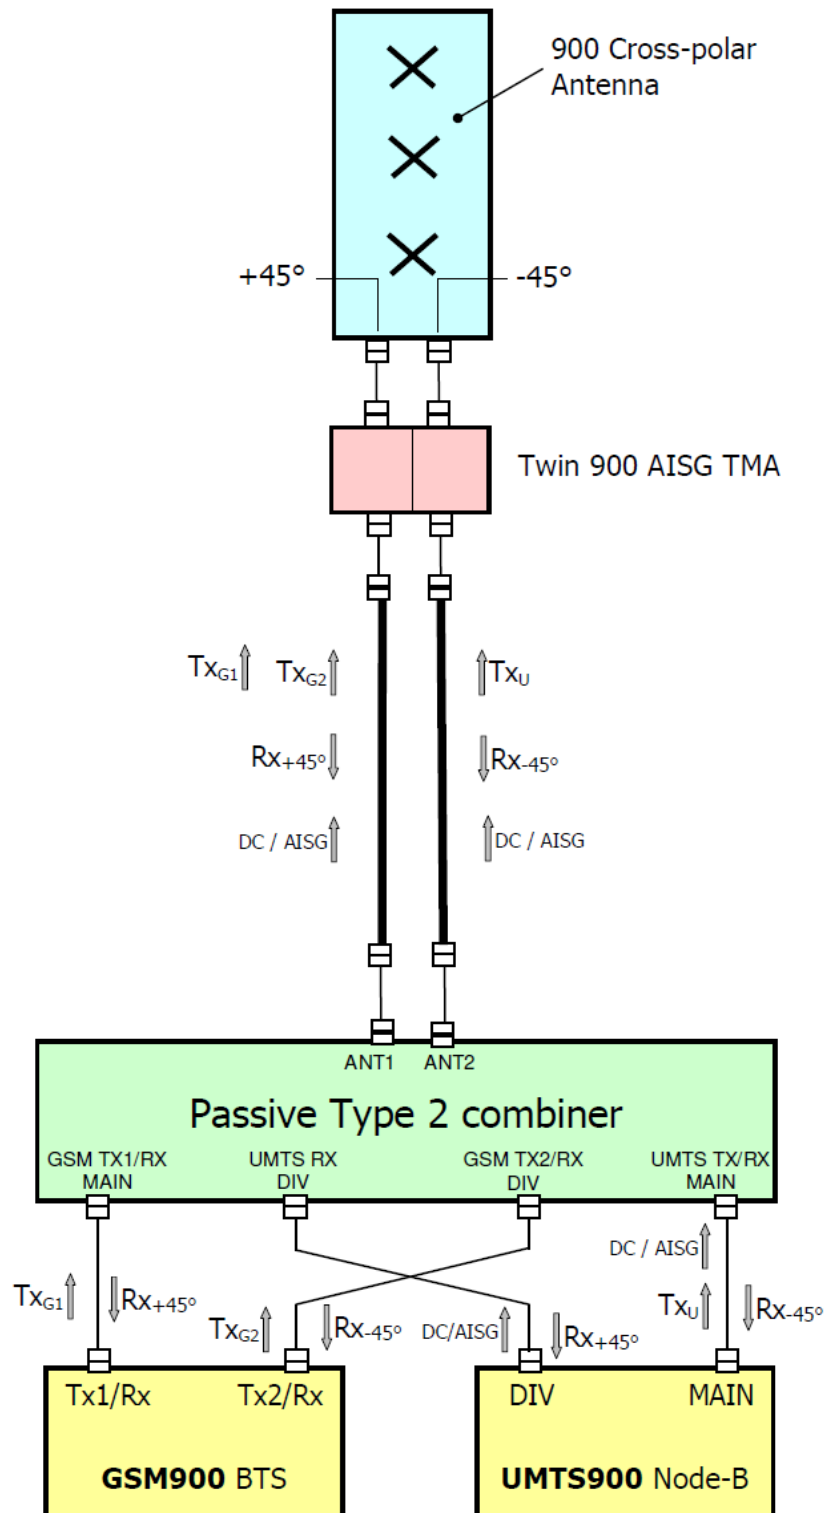 900 Cross-polar
Antenna
+45°
-45°
Twin 900 AISG TMA
TxG1
TxG2
TxU
Rx+45°
Rx-45°
DC / AISG
DC / AISG
ANT1
ANT2
Passive Type 2 combiner
GSM TX1/RX
MAIN
UMTS RX
DIV
GSM TX2/RX
DIV
UMTS TX/RX
MAIN
DC / AISG
TxG1
Rx+45°
TxG2
Rx-45°
DC/AISG
Rx+45°
TxU
Rx-45°
Tx1/Rx
Tx2/Rx
DIV
MAIN
GSM900 BTS
UMTS900 Node-B